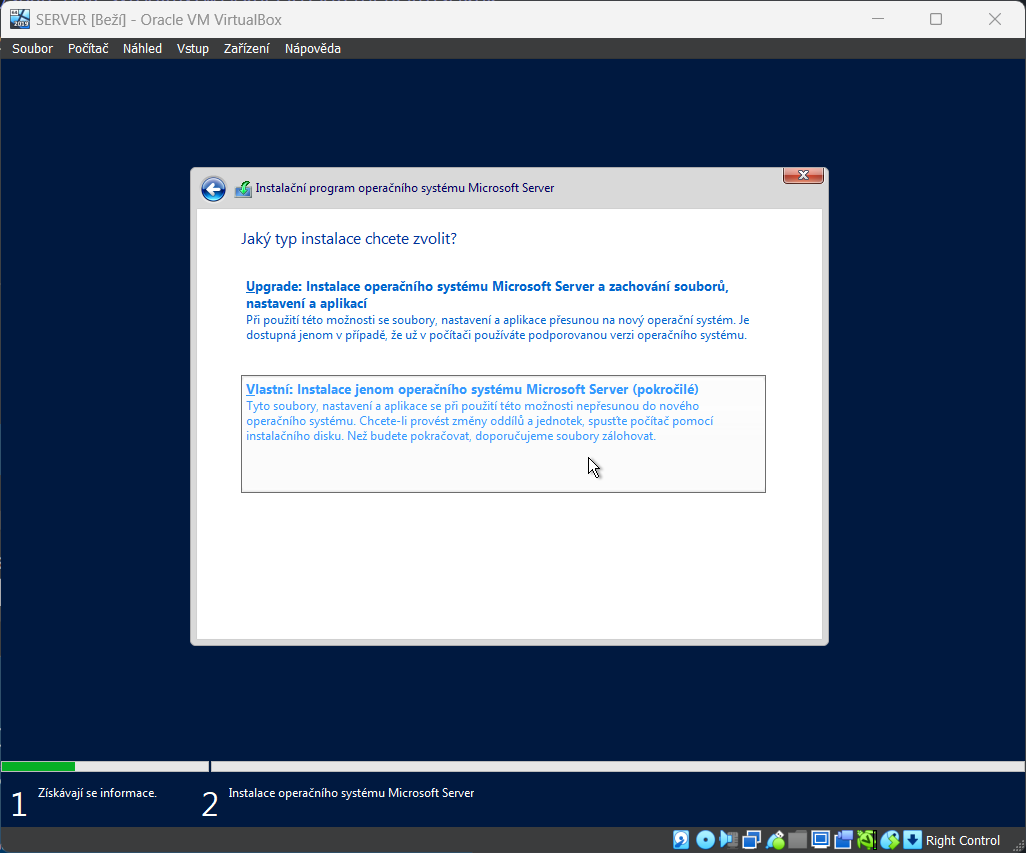 SERVER [Beží] - Oracle VM VirtualBox
Soubor Počítač Náhled Vstup Zařízení Nápověda
Instalační program operačního systému Microsoft Server
Jaký typ instalace chcete zvolit?
Upgrade: Instalace operačního systému Microsoft Server a zachování souborů,
nastavení a aplikací
Při použití této možnosti se soubory, nastavení a aplikace přesunou na nový operační systém. Je
dostupná jenom v případě, že už v počítači používáte podporovanou verzi operačního systému.
Vlastní: Instalace jenom operačního systému Microsoft Server (pokročilé)
Tyto soubory, nastavení a aplikace se při použití této možnosti nepřesunou do nového
operačního systému. Chcete-li provést změny oddílů a jednotek, spusťte počítač pomocí
instalačního disku. Než budete pokračovat, doporučujeme soubory zálohovat.
1 Získávají se informace.
2 Instalace operačního systému Microsoft Server
Right Control